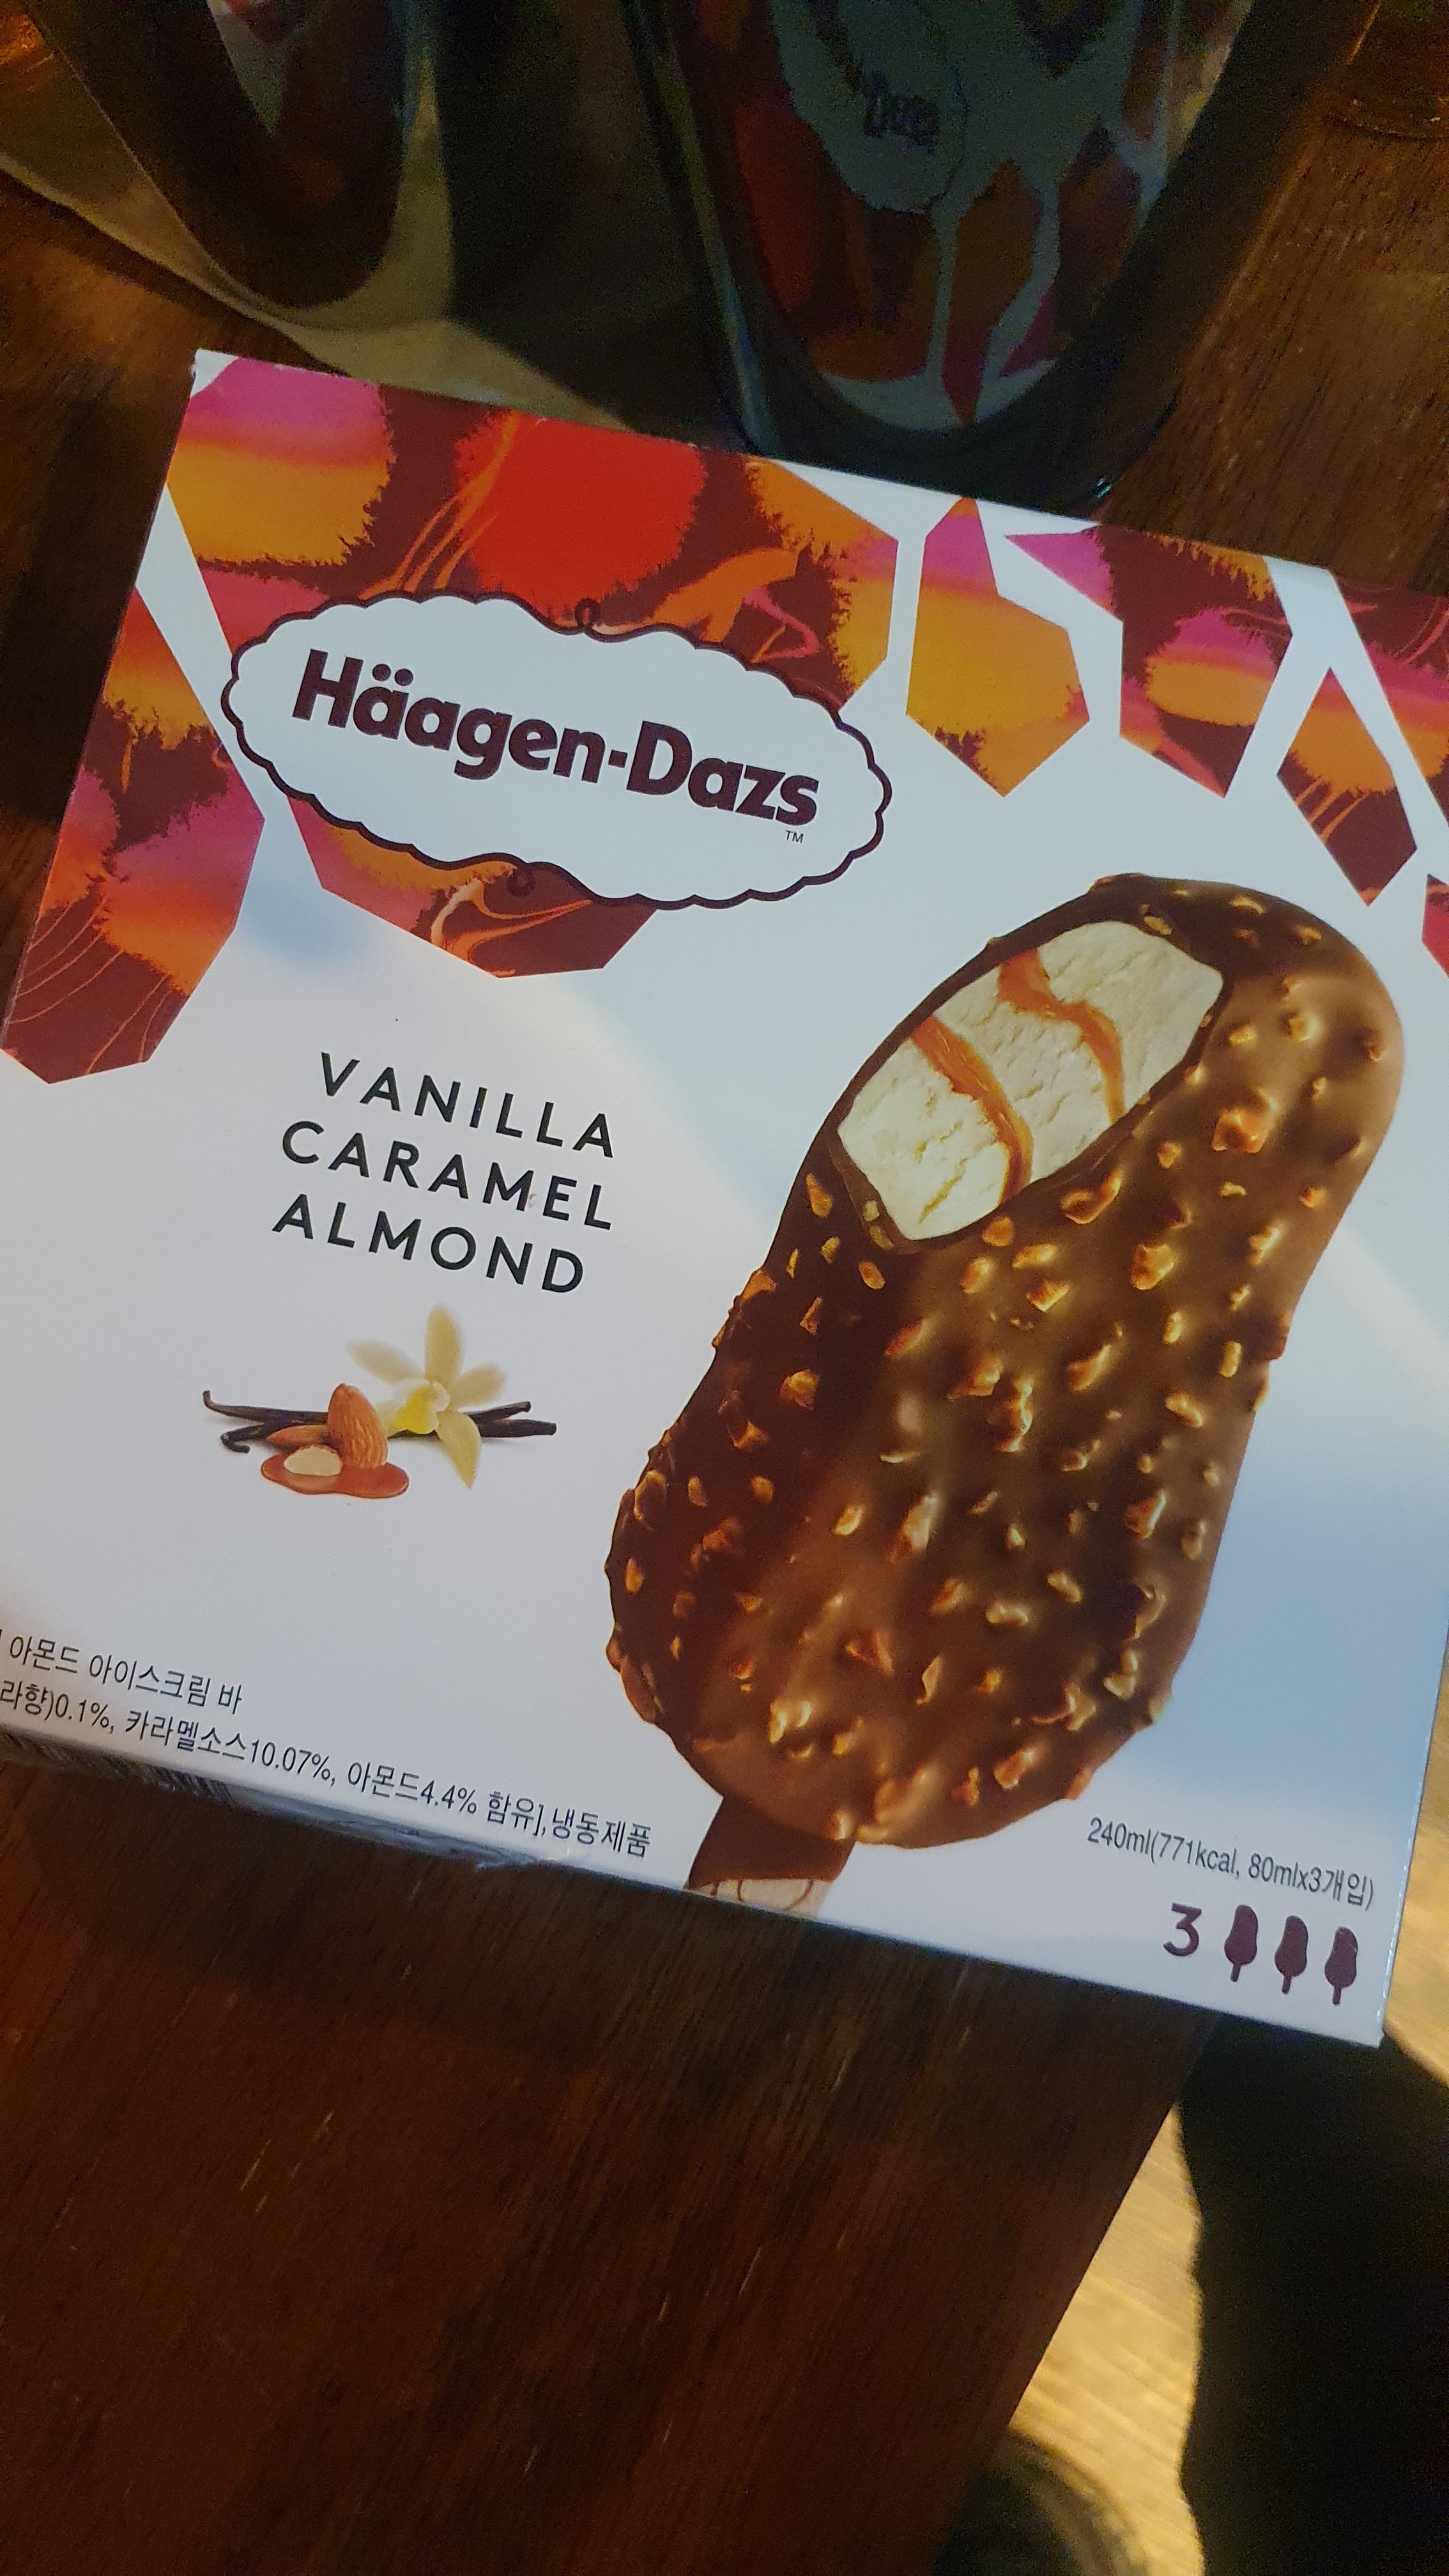 Häagen-Dazs
TM
VANILLA
CARAMEL
ALMOND
아몬드 아이스크림 바
라향)0.1%, 카라멜소스10.07%, 아몬드4.4% 함유],냉동제품
240ml(771kcal, 80mlx3개입)
3